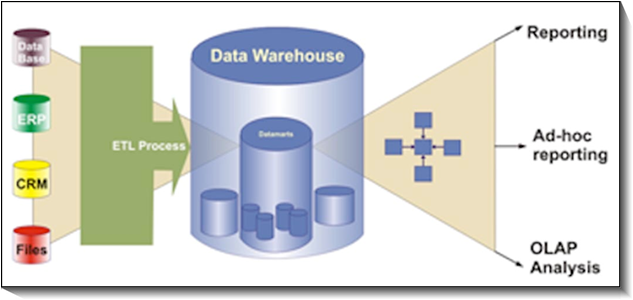 Data
Base
ERP
CRM
Files
ETL Process
Data Warehouse
Datamarts
Reporting
Ad-hoc
reporting
OLAP
Analysis